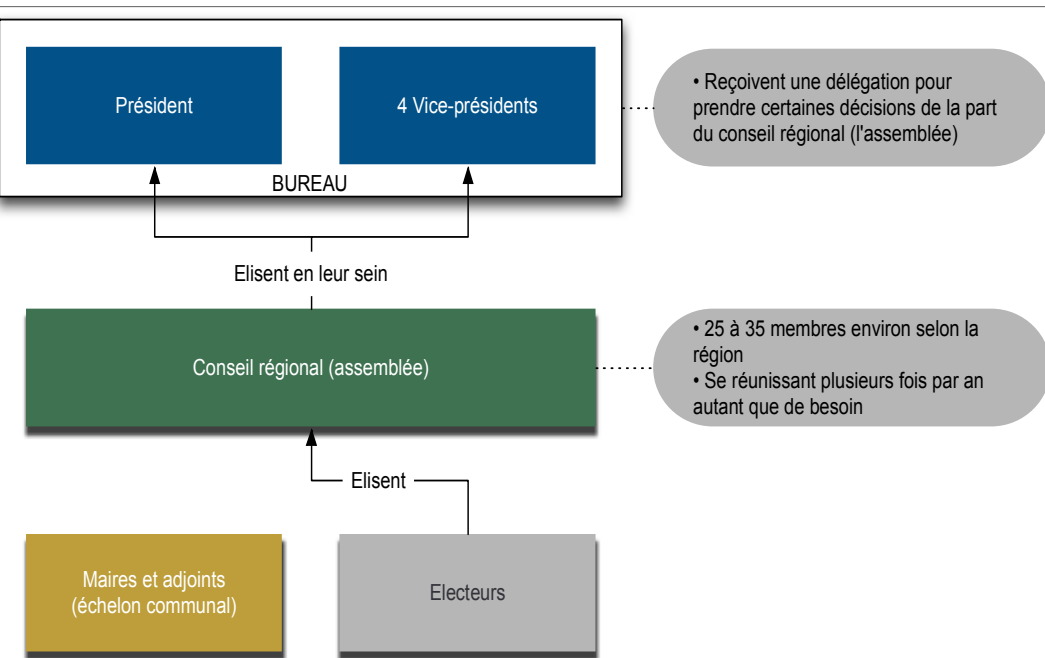 Président
4 Vice-présidents
BUREAU
• Reçoivent une délégation pour
prendre certaines décisions de la part
du conseil régional (l'assemblée)
Elisent en leur sein
Conseil régional (assemblée)
• 25 à 35 membres environ selon la
région
• Se réunissant plusieurs fois par an
autant que de besoin
Elisent
Maires et adjoints
(échelon communal)
Electeurs